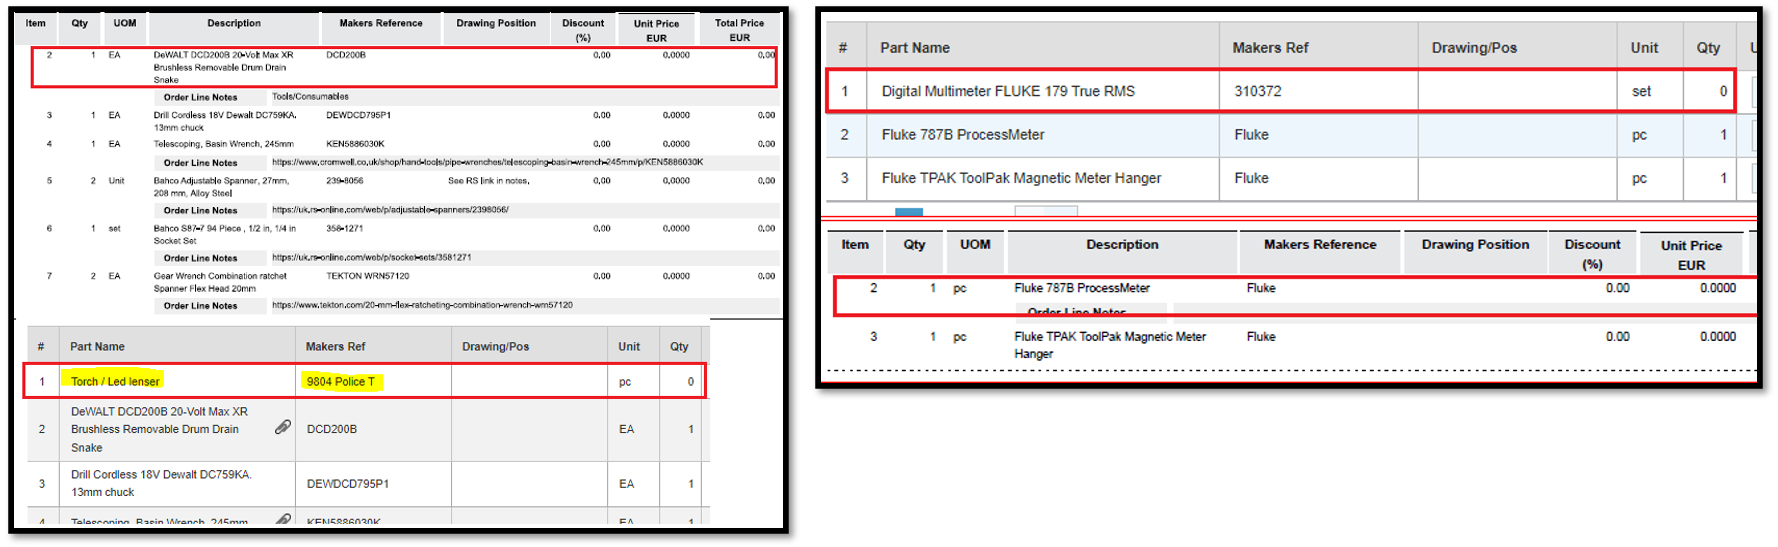 Item Qty UOM Description Makers Reference Drawing Position Discount (%) Unit Price EUR Total Price EUR
2 1 EA DeWALT DCD200B 20-Volt Max XR DCD200B 0.00 0.0000 0.00
Brushless Removable Drum Drain
Snake
Order Line Notes Tools/Consumables
3 1 EA Drill Cordless 18V Dewalt DC759KA. DEWDCD795P1 0.00 0.0000 0.00
13mm chuck
4 1 EA Telescoping, Basin Wrench, 245mm KEN5886030K 0.00 0.0000 0.00
Order Line Notes https://www.cromwell.co.uk/shop/hand-tools/pipe-wrenches/telescoping-basin-wrench-245mm/p/KEN5886030K
5 2 Unit Bahco Adjustable Spanner, 27mm, 239-8056 See RS link in notes, 0.00 0.0000 0.00
208 mm, Alloy Steel
Order Line Notes https://uk.rs-online.com/web/p/adjustable-spanners/2398056/
6 1 set Bahco S87-7 94 Piece , 1/2 in, 1/4 in 358-1271 0.00 0.0000 0.00
Socket Set
Order Line Notes https://uk.rs-online.com/web/p/socket-sets/3581271
7 2 EA Gear Wrench Combination ratchet TEKTON WRN57120 0.00 0.0000 0.00
Spanner Flex Head 20mm
Order Line Notes https://www.tekton.com/20-mm-flex-ratcheting-combination-wrench-wrn57120
# Part Name Makers Ref Drawing/Pos Unit Qty
1 Torch / Led lenser 9804 Police T pc 0
DeWALT DCD200B 20-Volt Max XR
2 Brushless Removable Drum Drain DCD200B EA 1
Snake
Drill Cordless 18V Dewalt DC759KA.
3 DEWDCD795P1 EA 1
13mm chuck
4 Telescoping, Basin Wrench, 245mm KEN5886030K EA 1
# Part Name Makers Ref Drawing/Pos Unit Qty
1 Digital Multimeter FLUKE 179 True RMS 310372 set 0
2 Fluke 787B ProcessMeter Fluke pc 1
3 Fluke TPAK ToolPak Magnetic Meter Hanger Fluke pc 1
Item Qty UOM Description Makers Reference Drawing Position Discount (%) Unit Price EUR
2 1 pc Fluke 787B ProcessMeter Fluke 0.00 0.0000
Order Line Notes
3 1 pc Fluke TPAK ToolPak Magnetic Meter Fluke 0.00 0.0000
Hanger